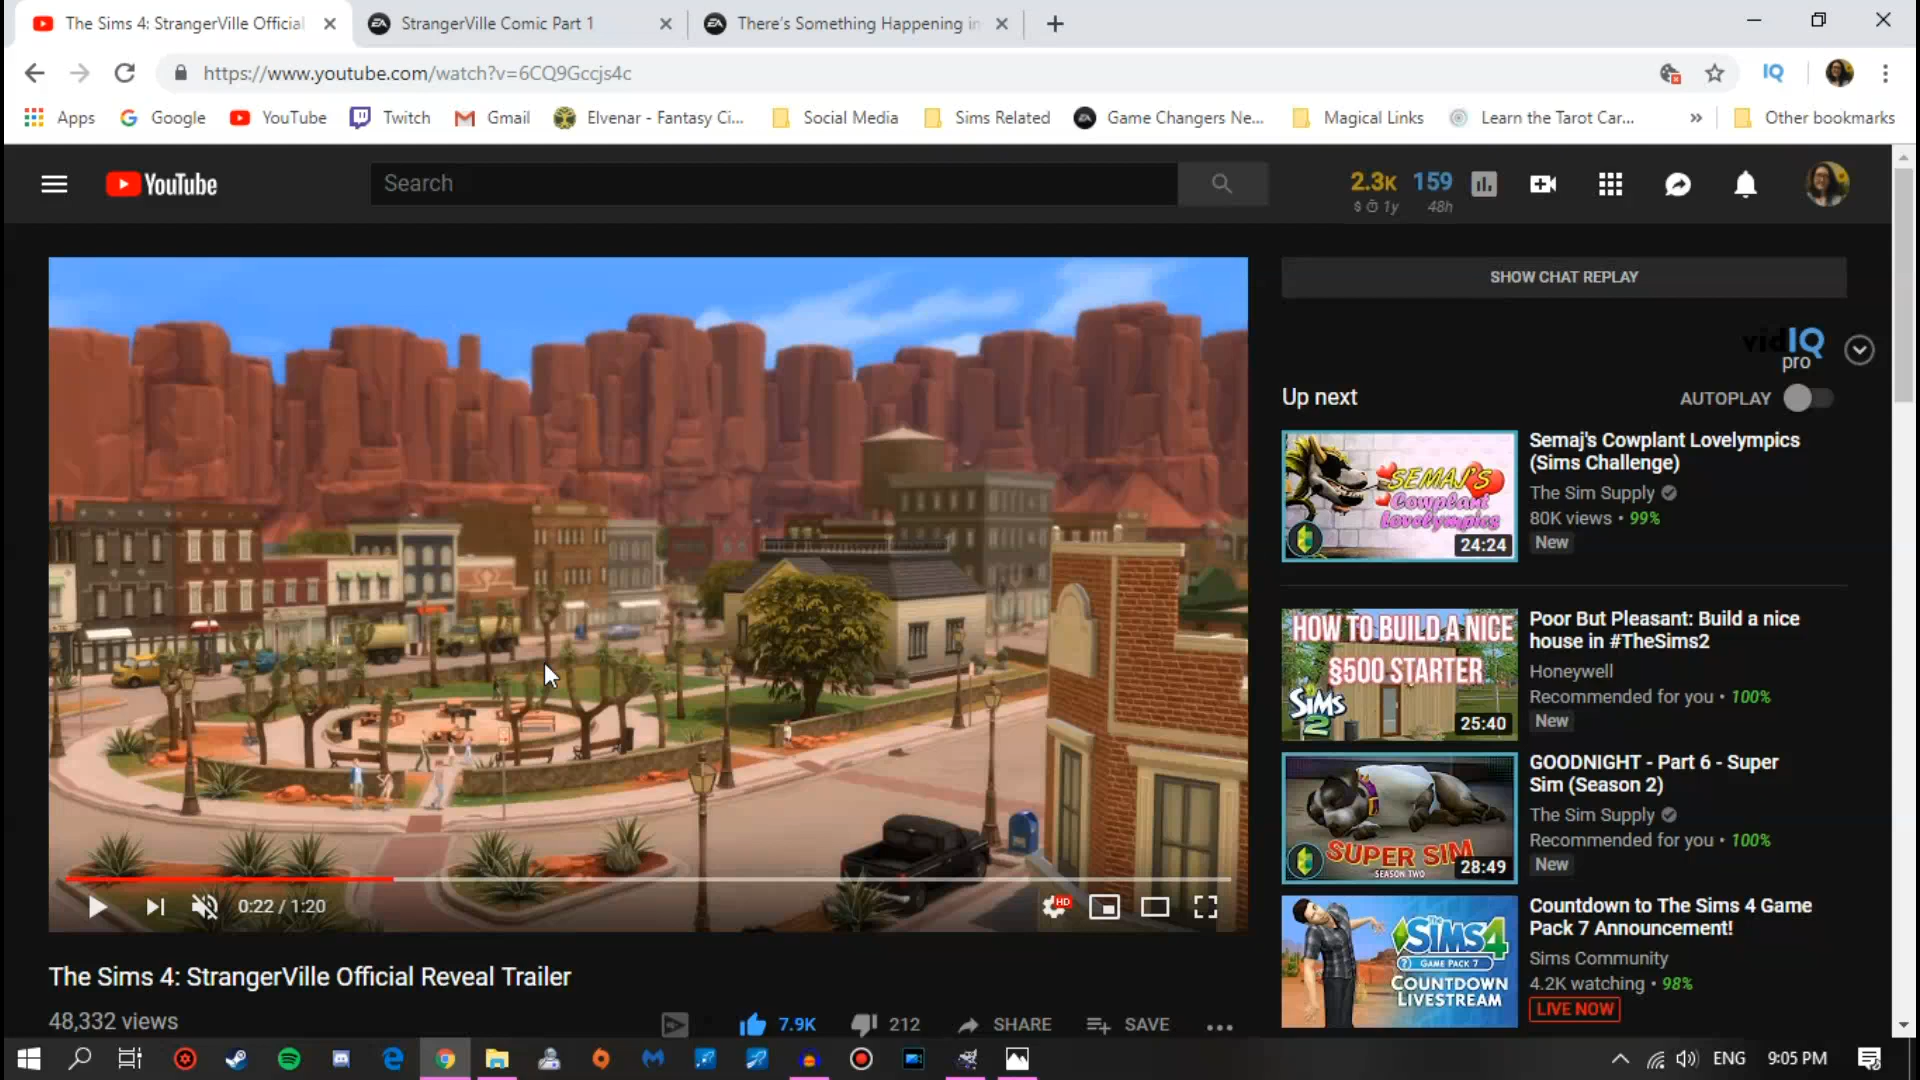 The Sims 4: StrangerVille Official
StrangerVille Comic Part 1
There's Something Happening in
https://www.youtube.com/watch?v=6CQ9Gccjs4c
IQ
Apps
Google
YouTube
Twitch
Gmail
Elvenar - Fantasy Ci...
Social Media
Sims Related
Game Changers Ne...
Magical Links
Learn the Tarot Car...
»
Other bookmarks
YouTube
Search
2.3K 159
$ 1y 48h
SHOW CHAT REPLAY
vidIQ
pro
Up next
AUTOPLAY
SEMAJ'S
Cowplant
Lovelympics
24:24
Semaj's Cowplant Lovelympics
(Sims Challenge)
The Sim Supply
80K views • 99%
New
HOW TO BUILD A NICE
§500 STARTER
SIMS
2
25:40
Poor But Pleasant: Build a nice
house in #TheSims2
Honeywell
Recommended for you • 100%
New
SUPER SIM
SEASON TWO
28:49
GOODNIGHT - Part 6 - Super
Sim (Season 2)
The Sim Supply
Recommended for you • 100%
New
THE
SIMS 4
GAME PACK 7
COUNTDOWN
LIVESTREAM
Countdown to The Sims 4 Game
Pack 7 Announcement!
Sims Community
4.2K watching • 98%
LIVE NOW
0:22 / 1:20
HD
The Sims 4: StrangerVille Official Reveal Trailer
48,332 views
7.9K
212
SHARE
SAVE
ENG
9:05 PM